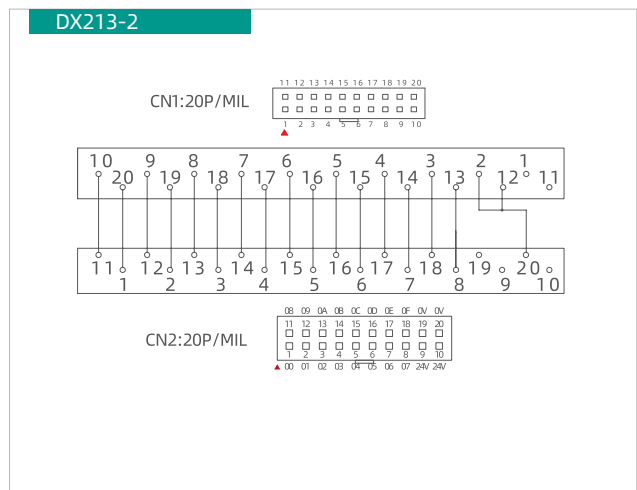 DX213-2
11 12 13 14 15 16 17 18 19 20
CN1:20P/MIL
1 2 3 4 5 6 7 8 9 10
10 9 8 7 6 5 4 3 2 1
20 19 18 17 16 15 14 13 12 11
11 12 13 14 15 16 17 18 19 20
1 2 3 4 5 6 7 8 9 10
08 09 0A 0B 0C 0D 0E 0F 0V 0V
11 12 13 14 15 16 17 18 19 20
CN2:20P/MIL
1 2 3 4 5 6 7 8 9 10
00 01 02 03 04 05 06 07 24V 24V